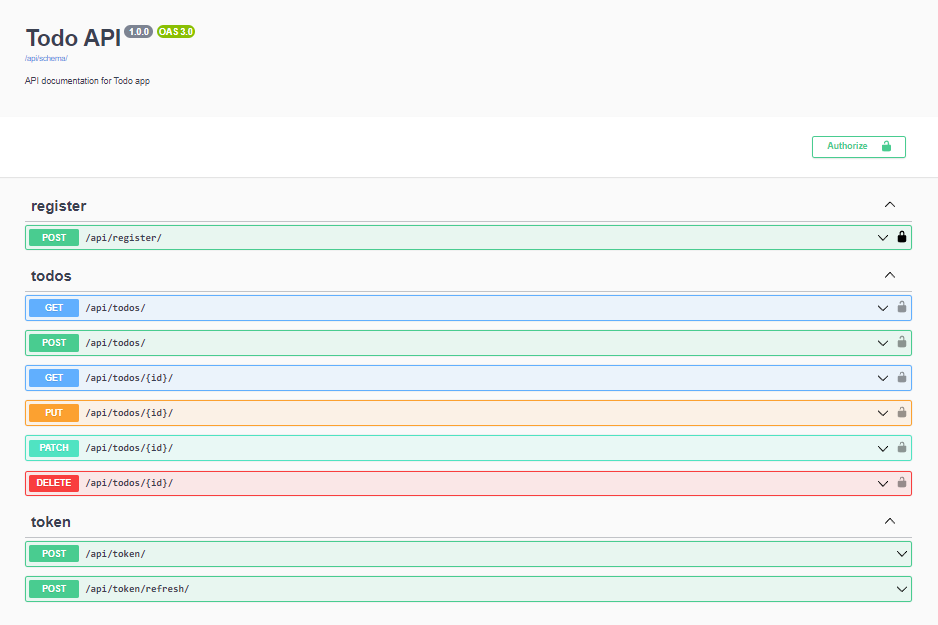 Todo API 1.0.0 OAS 3.0
/api/schema/
API documentation for Todo app
Authorize
register
POST /api/register/
todos
GET /api/todos/
POST /api/todos/
GET /api/todos/{id}/
PUT /api/todos/{id}/
PATCH /api/todos/{id}/
DELETE /api/todos/{id}/
token
POST /api/token/
POST /api/token/refresh/